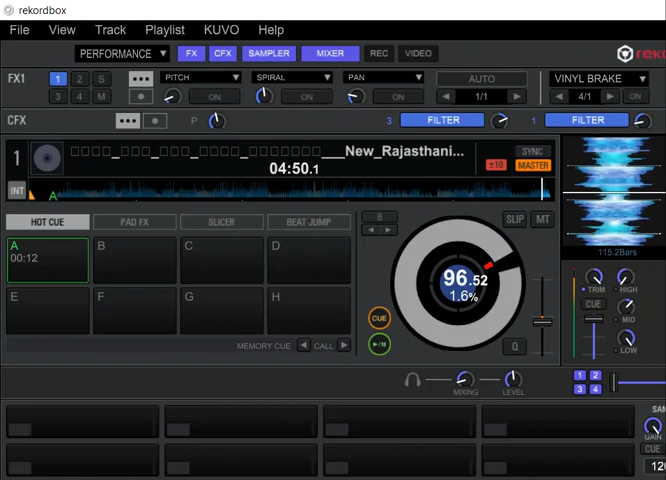 rekordbox
File View Track Playlist KUVO Help
PERFORMANCE FX CFX SAMPLER MIXER REC VIDEO
FX1 1 2 S PITCH SPIRAL PAN AUTO VINYL BRAKE
3 4 M ON ON ON 1/1 4/1 ON
CFX P 3 FILTER 1 FILTER
1 □□□□_□□□_□□□□_□□□□□□□□___New_Rajasthani... SYNC
04:50.1 ±10 MASTER
INT A
HOT CUE PAD FX SLICER BEAT JUMP 8 SLIP MT
115.2Bars
A B C D
00:12
96.52
1.6%
TRIM HIGH
CUE MID
E F G H
CUE
LOW
MEMORY CUE CALL Q
MIXING LEVEL 1 2
3 4
SAM
GAIN
CUE
120